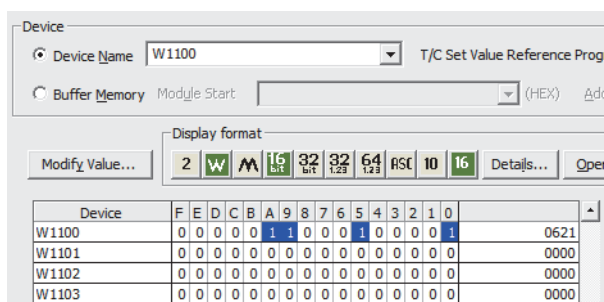 Device
Device Name W1100 T/C Set Value Reference Prog
Buffer Memory Module Start (HEX) Add
Display format
Modify Value... 2 W M 16 bit 32 bit 32 1.23 64 1.23 ASC 10 16 Details... Open
Device F E D C B A 9 8 7 6 5 4 3 2 1 0
W1100 0 0 0 0 0 1 1 0 0 0 1 0 0 0 0 1 0621
W1101 0 0 0 0 0 0 0 0 0 0 0 0 0 0 0 0 0000
W1102 0 0 0 0 0 0 0 0 0 0 0 0 0 0 0 0 0000
W1103 0 0 0 0 0 0 0 0 0 0 0 0 0 0 0 0 0000